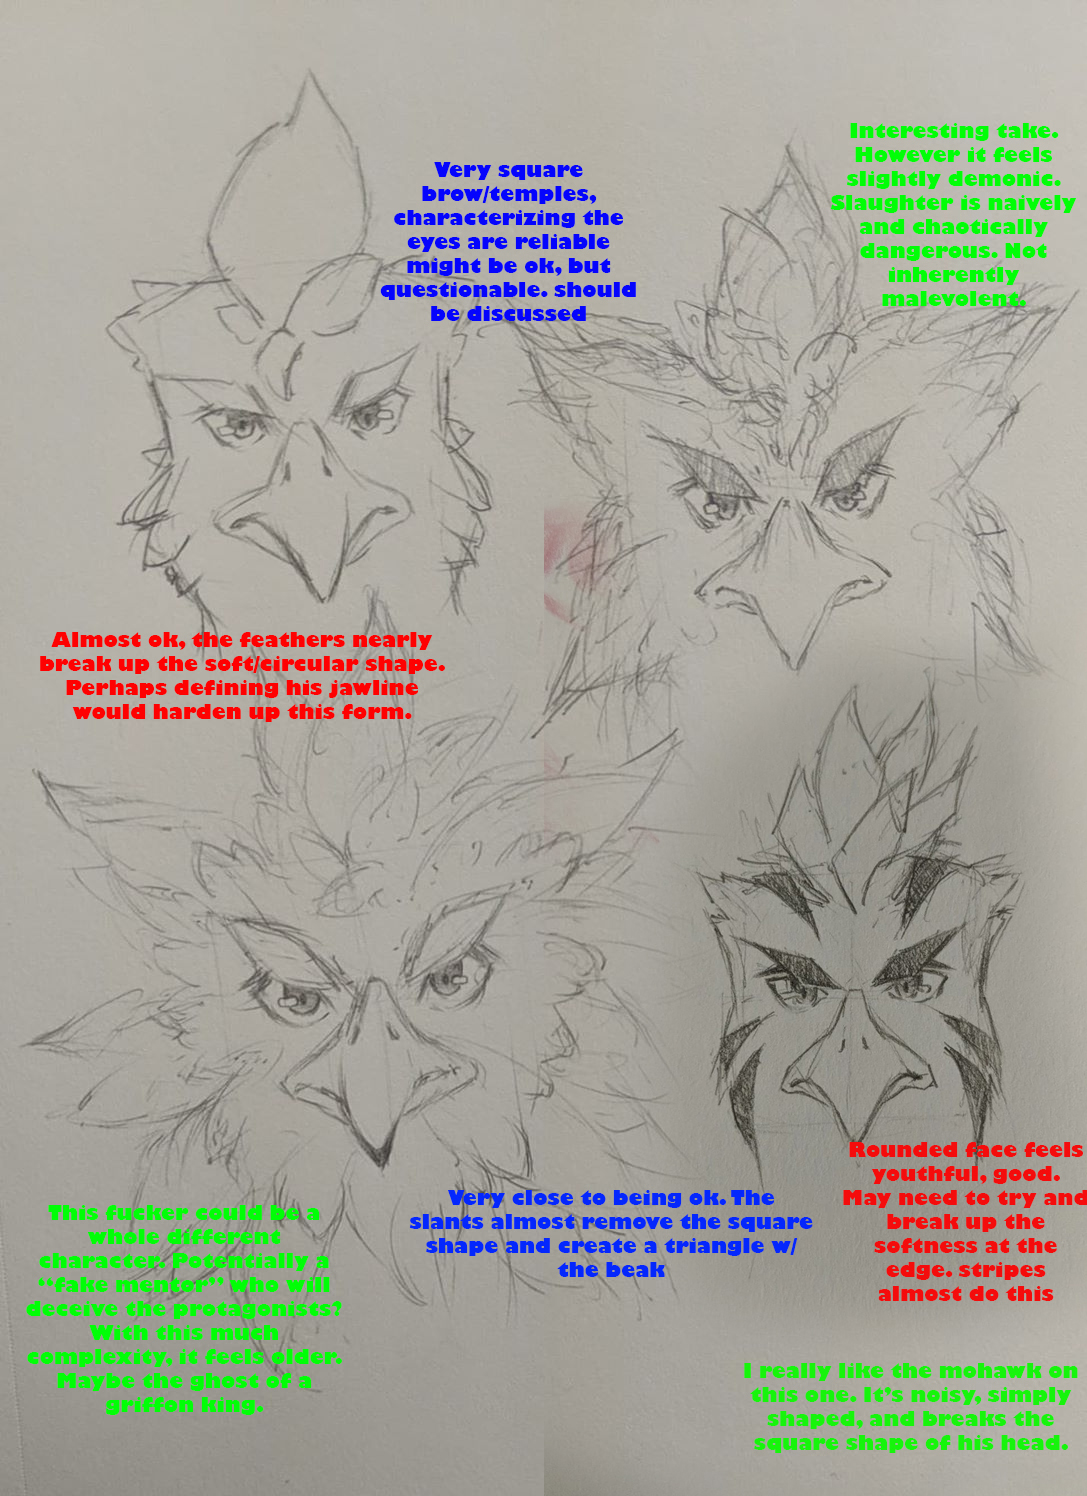 Interesting take.
However it feels
slightly demonic.
Slaughter is naively
and chaotically
dangerous. Not
inherently
malevolent.
Very square
brow/temples,
characterizing the
eyes are reliable
might be ok, but
questionable. should
be discussed
Almost ok, the feathers nearly
break up the soft/circular shape.
Perhaps defining his jawline
would harden up this form.
Rounded face feels
youthful, good.
May need to try and
break up the
softness at the
edge. stripes
almost do this
Very close to being ok. The
slants almost remove the square
shape and create a triangle w/
the beak
This fucker could be a
whole different
character. Potentially a
"fake mentor" who will
deceive the protagonists?
With this much
complexity, it feels older.
Maybe the ghost of a
griffon king.
I really like the mohawk on
this one. It's noisy, simply
shaped, and breaks the
square shape of his head.